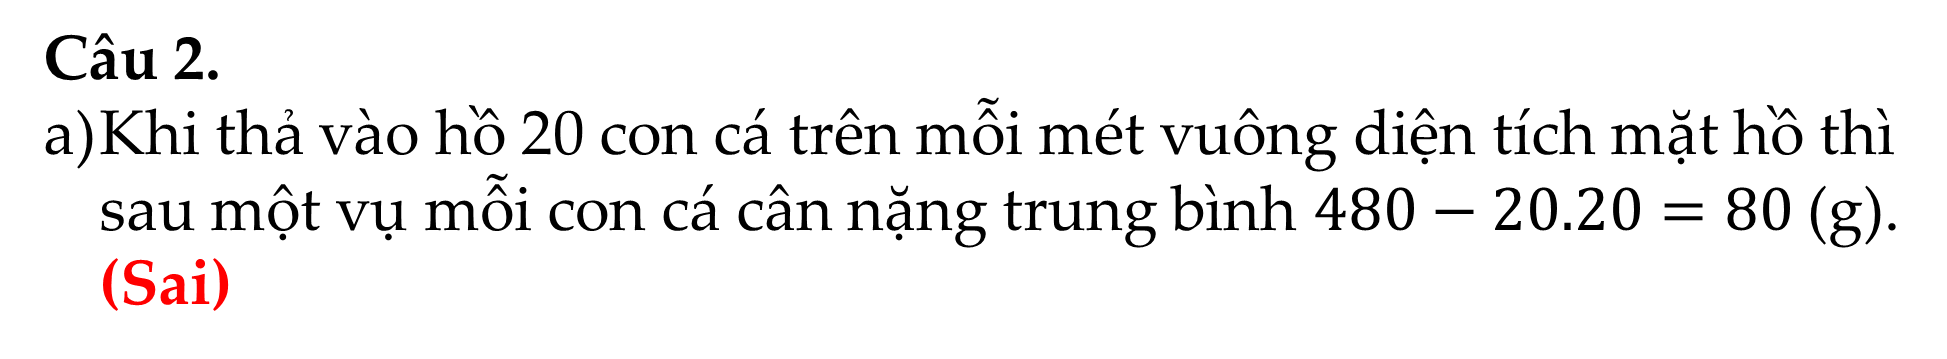 Câu 2.
a)Khi thả vào hồ 20 con cá trên mỗi mét vuông diện tích mặt hồ thì
sau một vụ mỗi con cá cân nặng trung bình 480 − 20.20 = 80 (g).
(Sai)